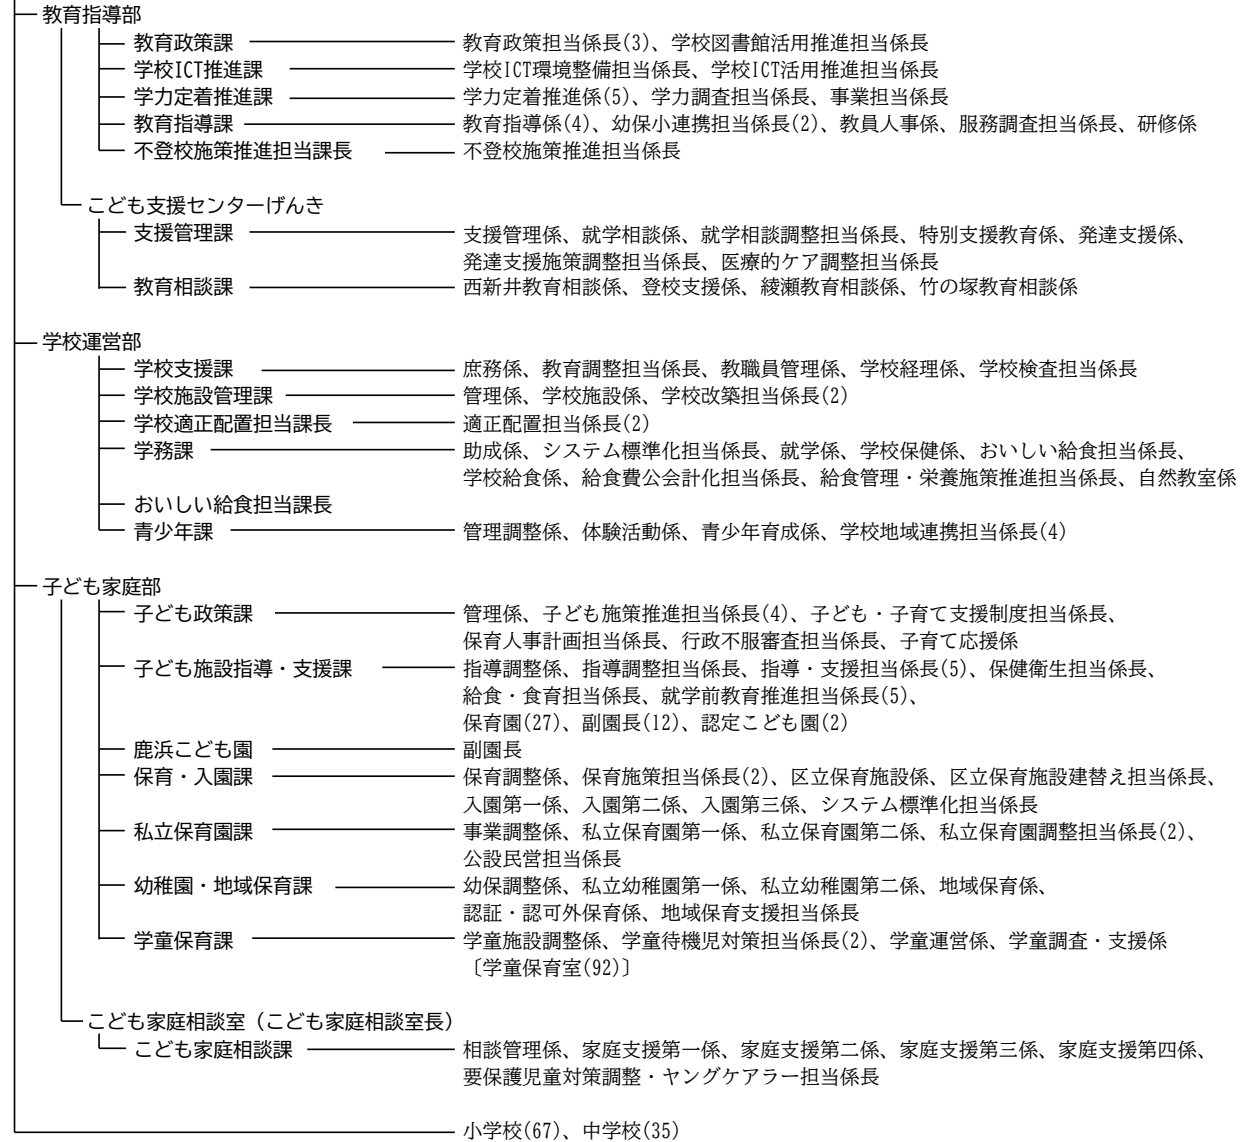 教育指導部
教育政策課 教育政策担当係長(3)、学校図書館活用推進担当係長
学校ICT推進課 学校ICT環境整備担当係長、学校ICT活用推進担当係長
学力定着推進課 学力定着推進係(5)、学力調査担当係長、事業担当係長
教育指導課 教育指導係(4)、幼保小連携担当係長(2)、教員人事係、服務調査担当係長、研修係
不登校施策推進担当課長 不登校施策推進担当係長
こども支援センターげんき
支援管理課 支援管理係、就学相談係、就学相談調整担当係長、特別支援教育係、発達支援係、
発達支援施策調整担当係長、医療的ケア調整担当係長
教育相談課 西新井教育相談係、登校支援係、綾瀬教育相談係、竹の塚教育相談係
学校運営部
学校支援課 庶務係、教育調整担当係長、教職員管理係、学校経理係、学校検査担当係長
学校施設管理課 管理係、学校施設係、学校改築担当係長(2)
学校適正配置担当課長 適正配置担当係長(2)
学務課 助成係、システム標準化担当係長、就学係、学校保健係、おいしい給食担当係長、
学校給食係、給食費公会計化担当係長、給食管理・栄養施策推進担当係長、自然教室係
おいしい給食担当課長
青少年課 管理調整係、体験活動係、青少年育成係、学校地域連携担当係長(4)
子ども家庭部
子ども政策課 管理係、子ども施策推進担当係長(4)、子ども・子育て支援制度担当係長、
保育人事計画担当係長、行政不服審査担当係長、子育て応援係
子ども施設指導・支援課 指導調整係、指導調整担当係長、指導・支援担当係長(5)、保健衛生担当係長、
給食・食育担当係長、就学前教育推進担当係長(5)、
保育園(27)、副園長(12)、認定こども園(2)
鹿浜こども園 副園長
保育・入園課 保育調整係、保育施策担当係長(2)、区立保育施設係、区立保育施設建替え担当係長、
入園第一係、入園第二係、入園第三係、システム標準化担当係長
私立保育園課 事業調整係、私立保育園第一係、私立保育園第二係、私立保育園調整担当係長(2)、
公設民営担当係長
幼稚園・地域保育課 幼保調整係、私立幼稚園第一係、私立幼稚園第二係、地域保育係、
認証・認可外保育係、地域保育支援担当係長
学童保育課 学童施設調整係、学童待機児対策担当係長(2)、学童運営係、学童調査・支援係
〔学童保育室(92)〕
こども家庭相談室（こども家庭相談室長）
こども家庭相談課 相談管理係、家庭支援第一係、家庭支援第二係、家庭支援第三係、家庭支援第四係、
要保護児童対策調整・ヤングケアラー担当係長
小学校(67)、中学校(35)